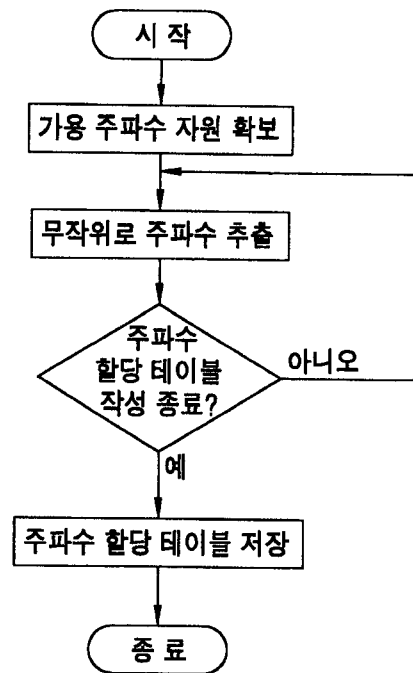 시 작
가용 주파수 자원 확보
무작위로 주파수 추출
주파수
할당 테이블
작성 종료?
아니오
예
주파수 할당 테이블 저장
종 료